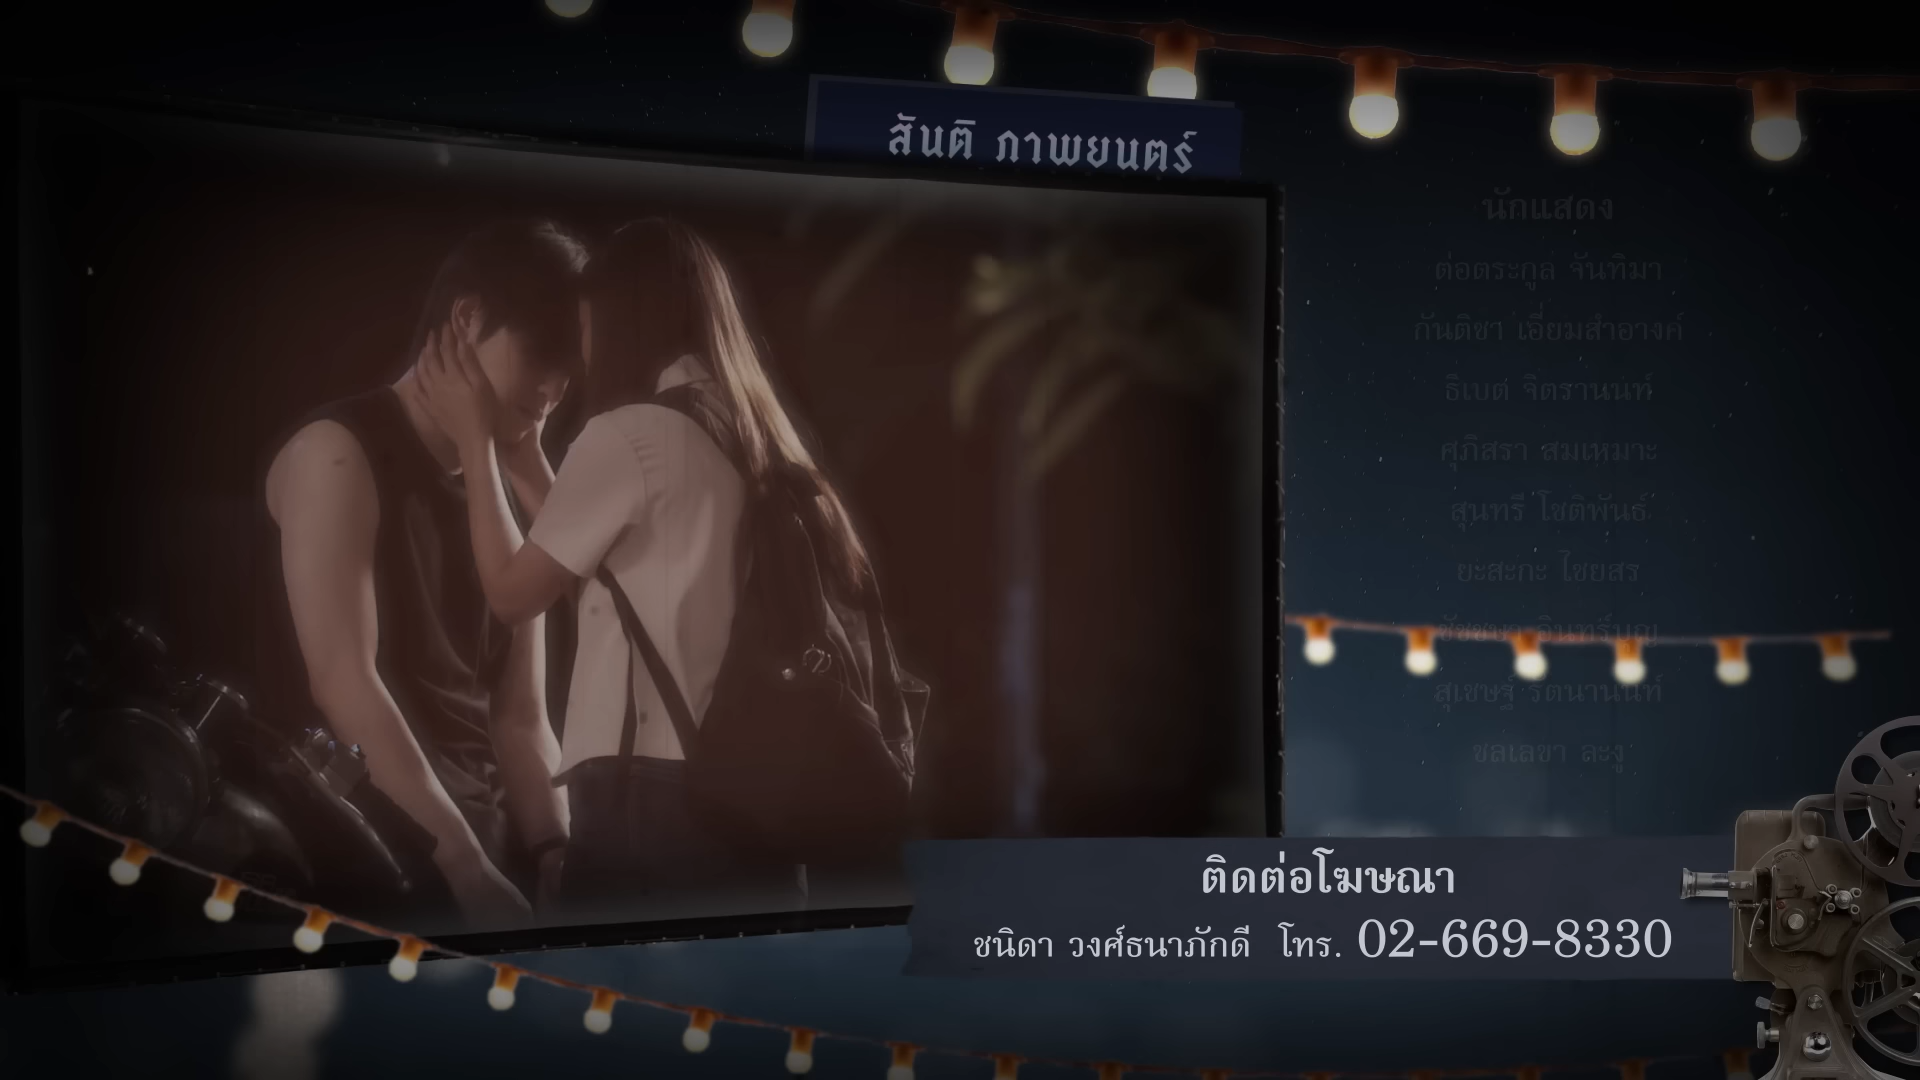 สันติ ภาพยนตร์
นักแสดง
ต่อตระกูล จันทิมา
กันติชา เอี่ยมสำอางค์
ธิเบต จิตรานนท์
ศุภิสรา สมเหมาะ
สุนทรี โชติพันธ์
ยะสะกะ ไชยสร
สุเชษฐ์ รัตนานนท์
ชลเลขา ละงู
ติดต่อโฆษณา
ชนิดา วงศ์ธนาภักดี โทร. 02-669-8330